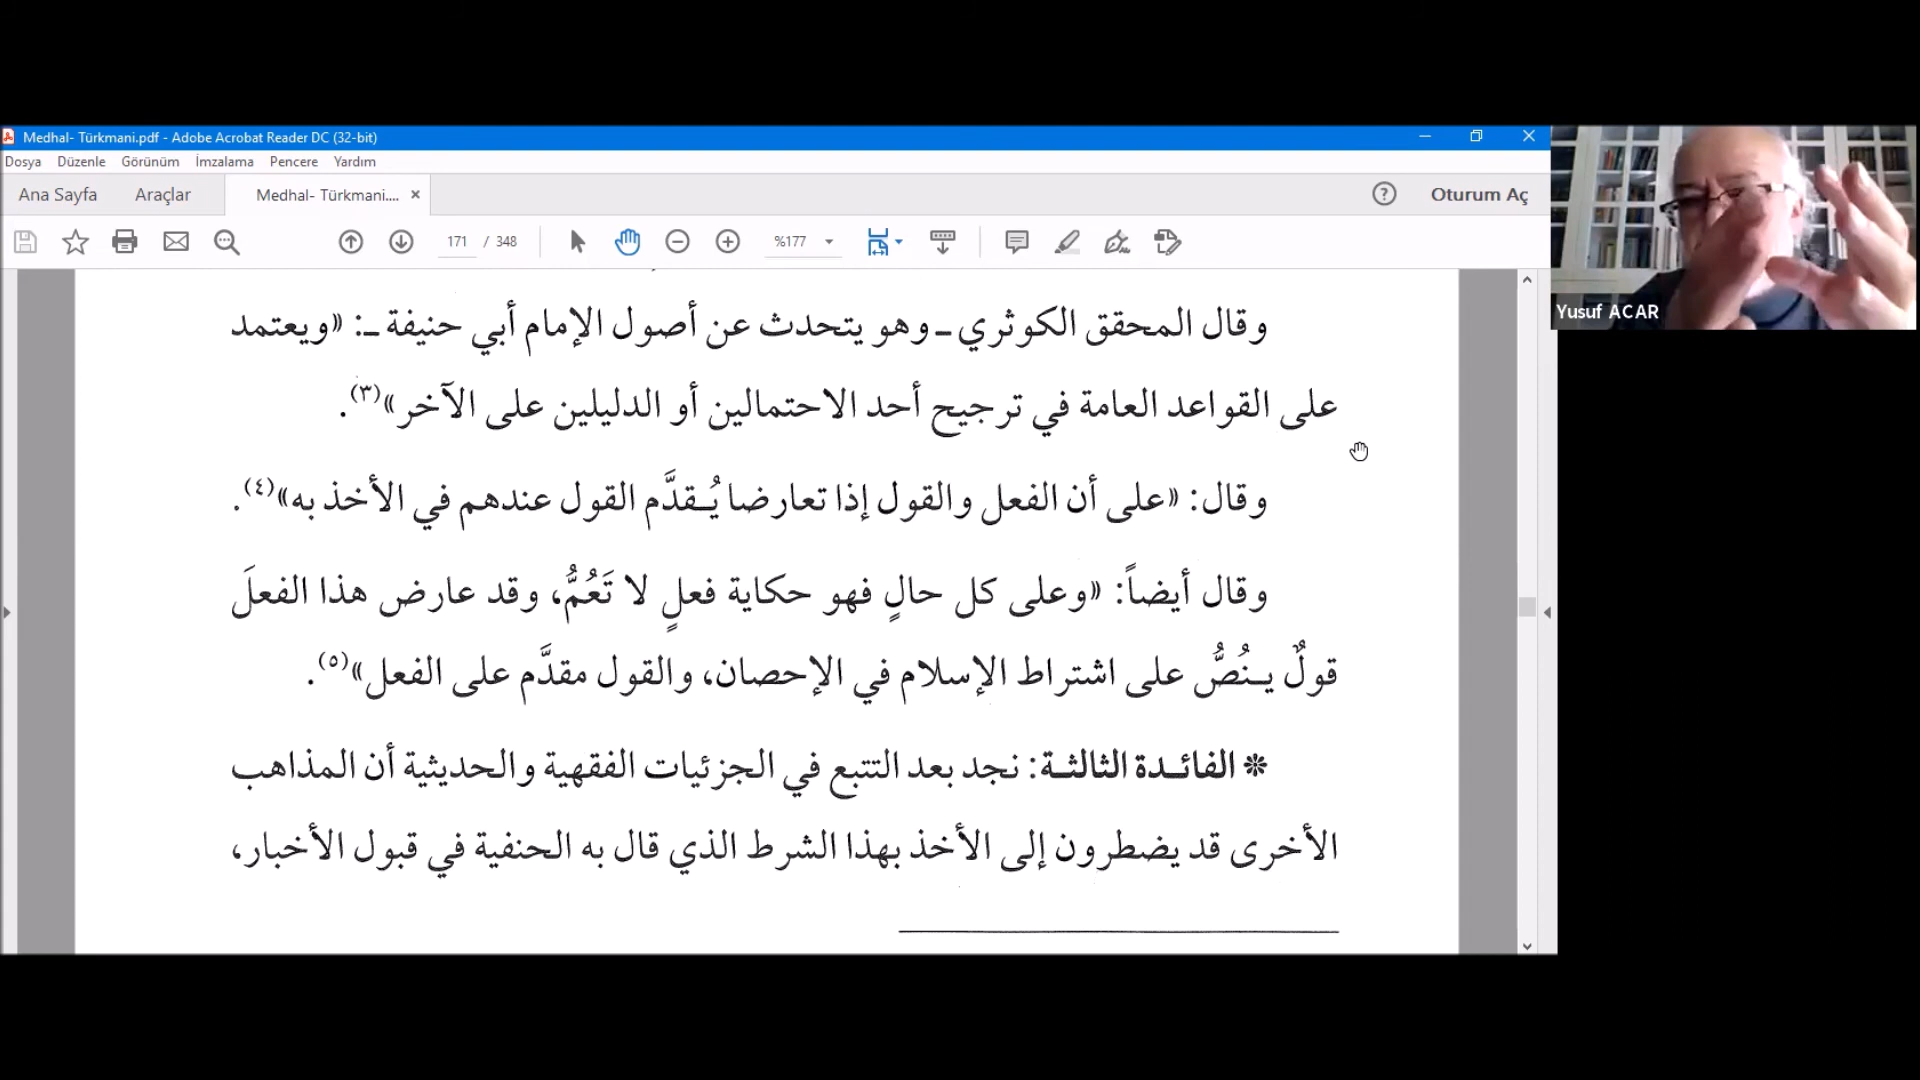 Medhal- Türkmani.pdf - Adobe Acrobat Reader DC (32-bit)
Dosya Düzenle Görünüm İmzalama Pencere Yardım
Ana Sayfa Araçlar Medhal- Türkmani.... × Oturum Aç
171 / 348 %177
Yusuf ACAR
وقال المحقق الكوثري ـ وهو يتحدث عن أصول الإمام أبي حنيفة ـ: «ويعتمد
على القواعد العامة في ترجيح أحد الاحتمالين أو الدليلين على الآخر»(٣).
وقال: «على أن الفعل والقول إذا تعارضا يُـقدَّم القول عندهم في الأخذ به»(٤).
وقال أيضاً: «وعلى كل حالٍ فهو حكاية فعلٍ لا تَعُمُّ، وقد عارض هذا الفعلَ
قولٌ يـنُصُّ على اشتراط الإسلام في الإحصان، والقول مقدَّم على الفعل»(٥).
❊ الفائـدة الثالثـة: نجد بعد التتبع في الجزئيات الفقهية والحديثية أن المذاهب
الأخرى قد يضطرون إلى الأخذ بهذا الشرط الذي قال به الحنفية في قبول الأخبار،